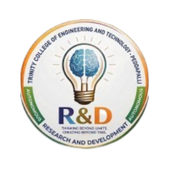 TRINITY COLLEGE OF ENGINEERING AND TECHNOLOGY PEDDAPALLI
R&D
THINKING BEYOND LIMITS
CREATING BEYOND TIME.
RESEARCH AND DEVELOPMENT